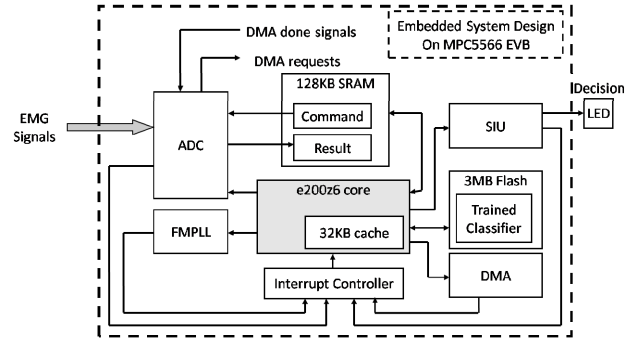 DMA done signals
Embedded System Design
On MPC5566 EVB
DMA requests
128KB SRAM
Decision
EMG
Signals
Command
SIU
LED
ADC
Result
e200z6 core
3MB Flash
Trained
Classifier
FMPLL
32KB cache
Interrupt Controller
DMA